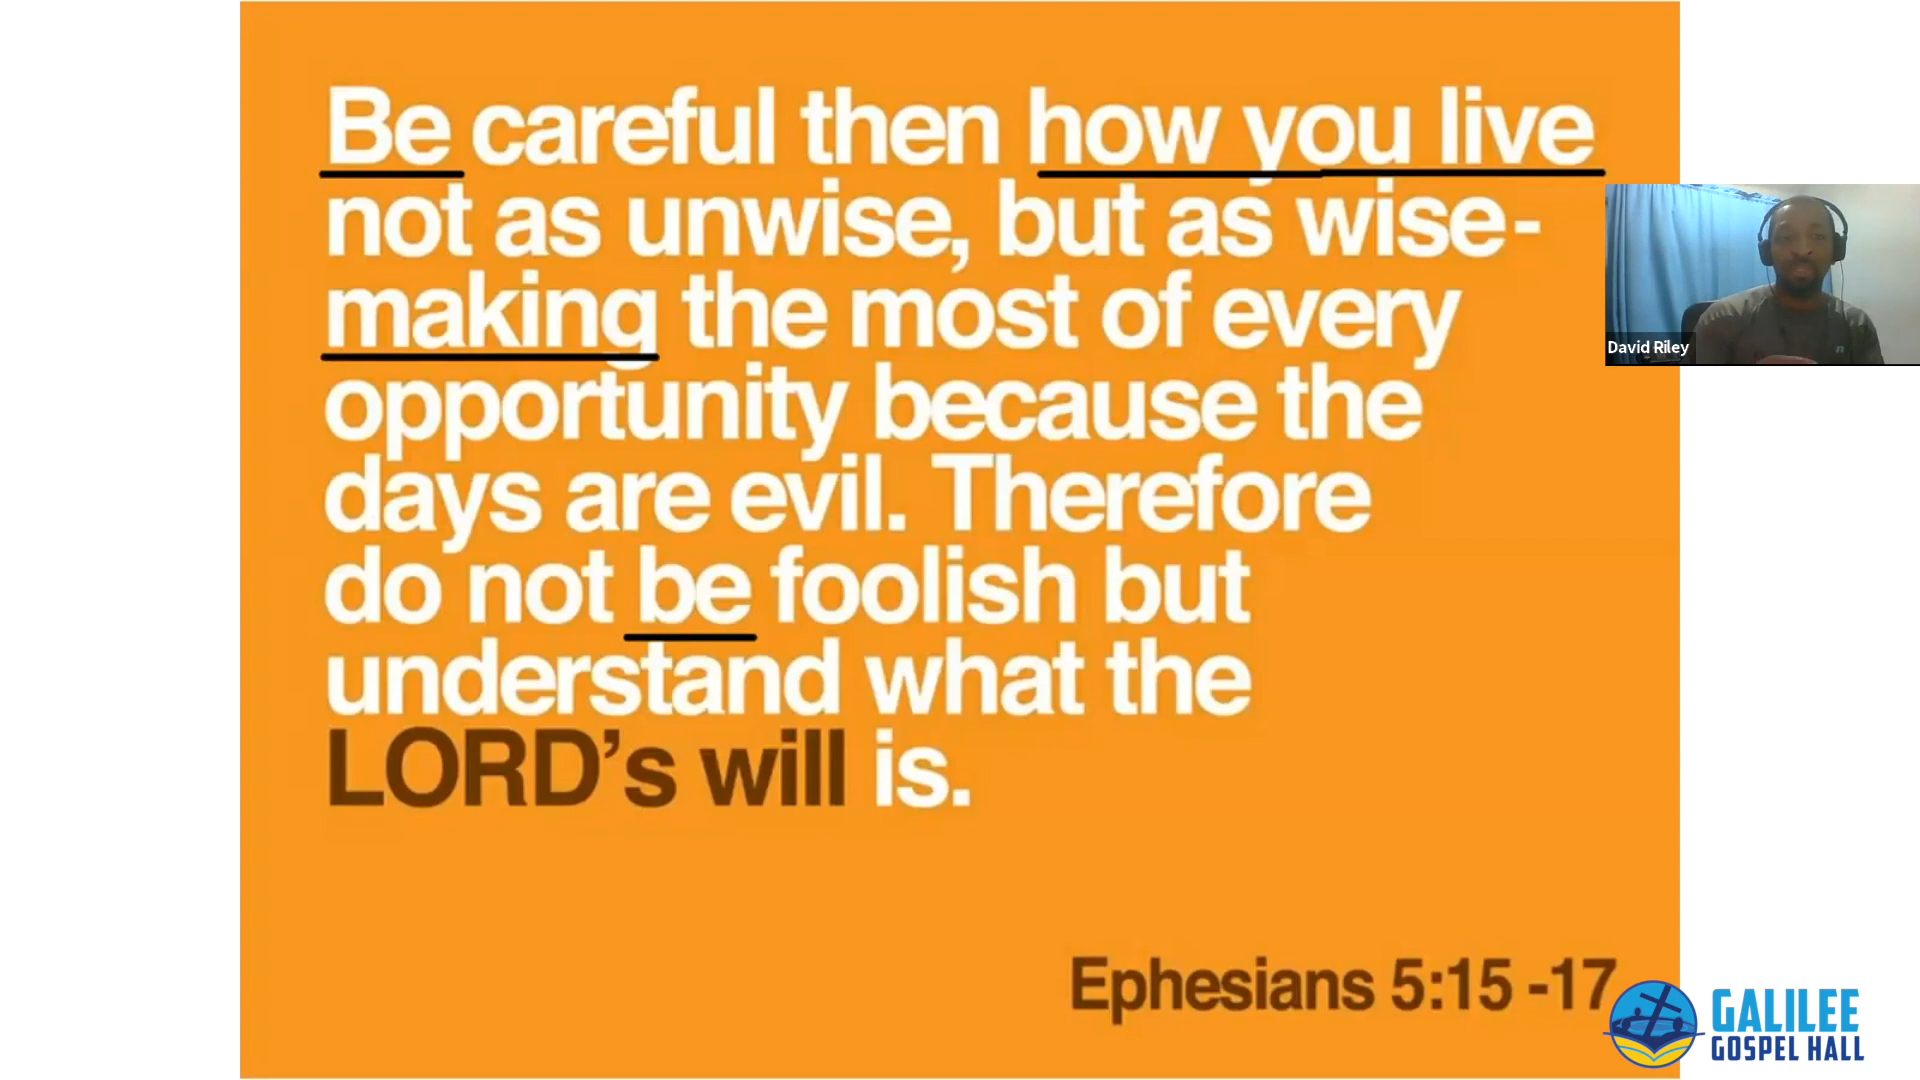 Be careful then how you live
not as unwise, but as wise-
making the most of every
opportunity because the
days are evil. Therefore
do not be foolish but
understand what the
LORD's will is.
Ephesians 5:15 -17
David Riley
GALILEE
GOSPEL HALL